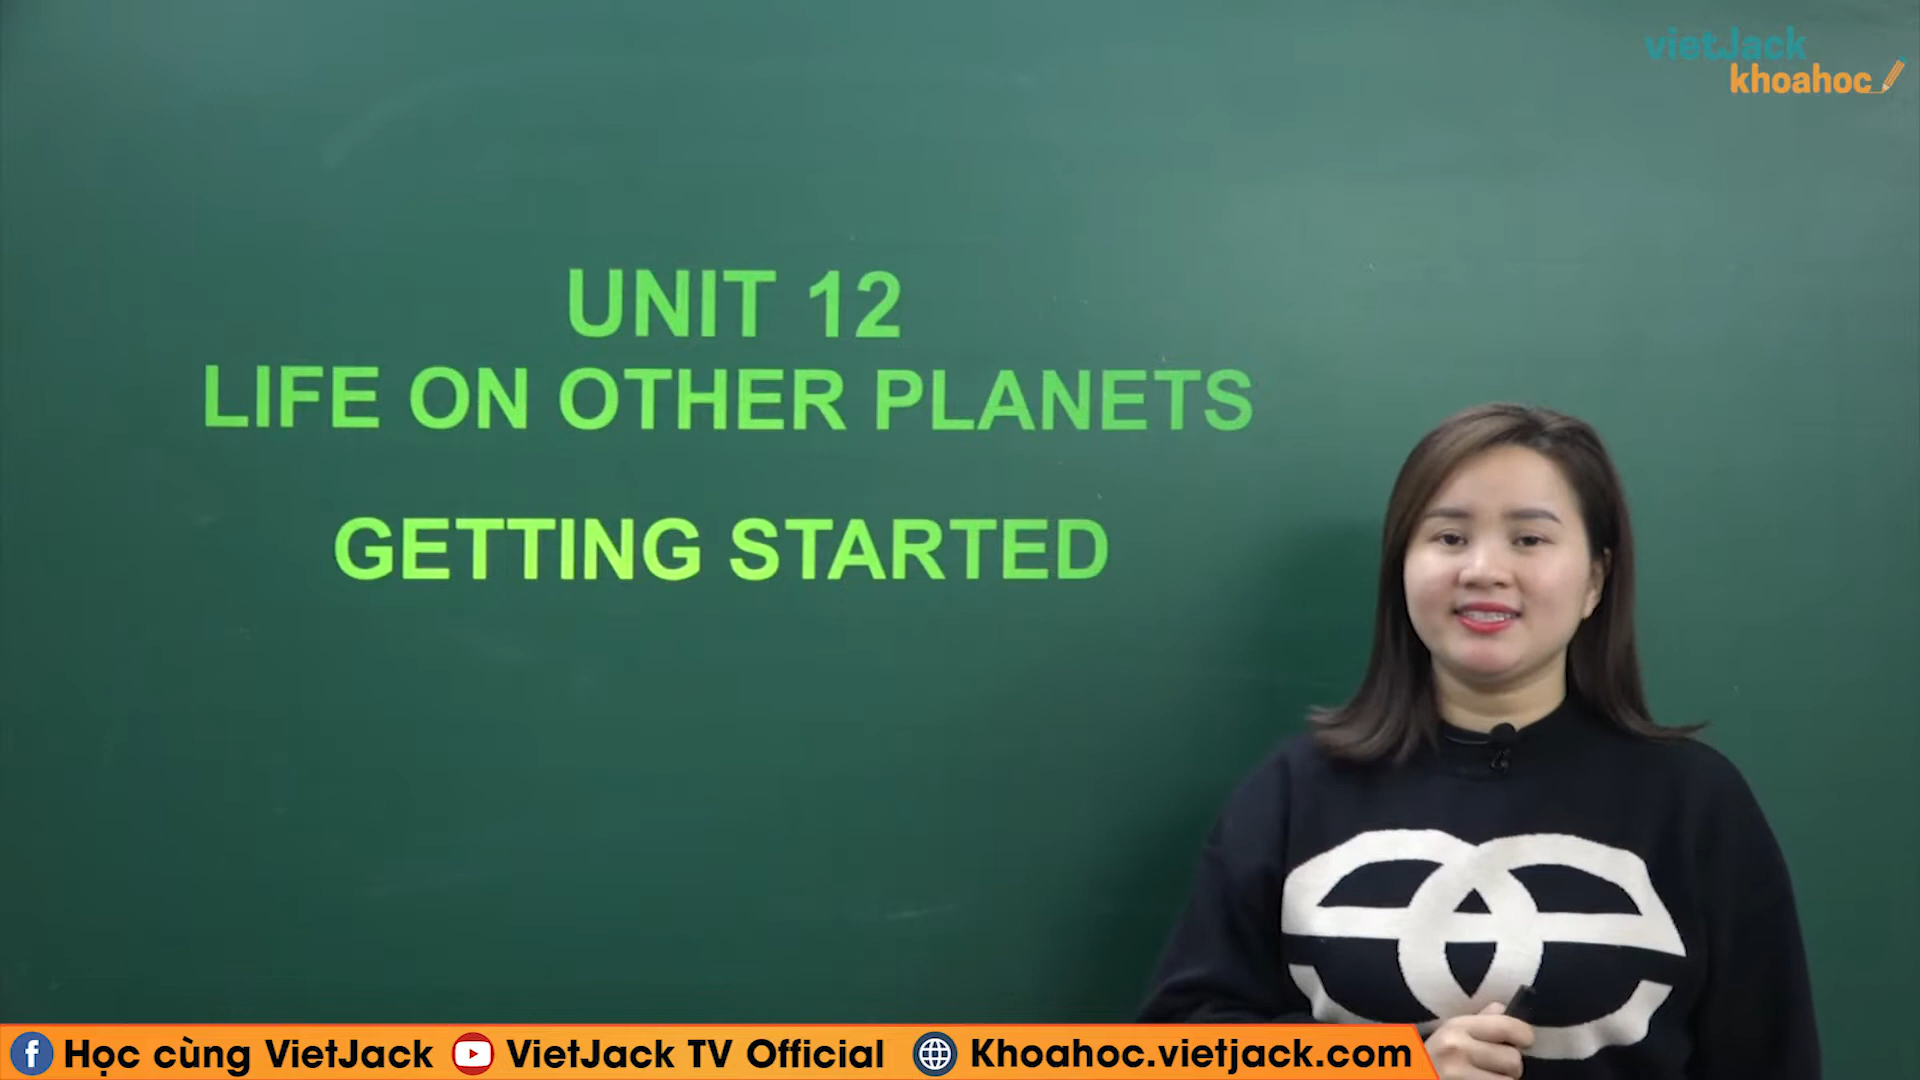 vietJack
khoahoc
UNIT 12
LIFE ON OTHER PLANETS
GETTING STARTED
Học cùng VietJack VietJack TV Official Khoahoc.vietjack.com